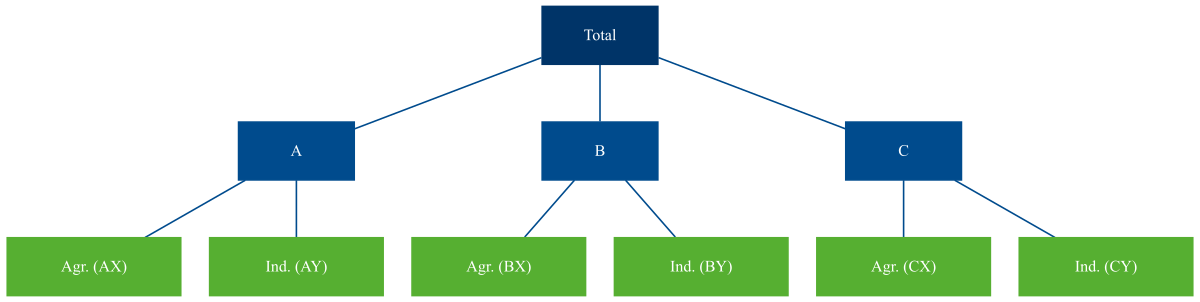 Total
A
B
C
Agr. (AX)
Ind. (AY)
Agr. (BX)
Ind. (BY)
Agr. (CX)
Ind. (CY)